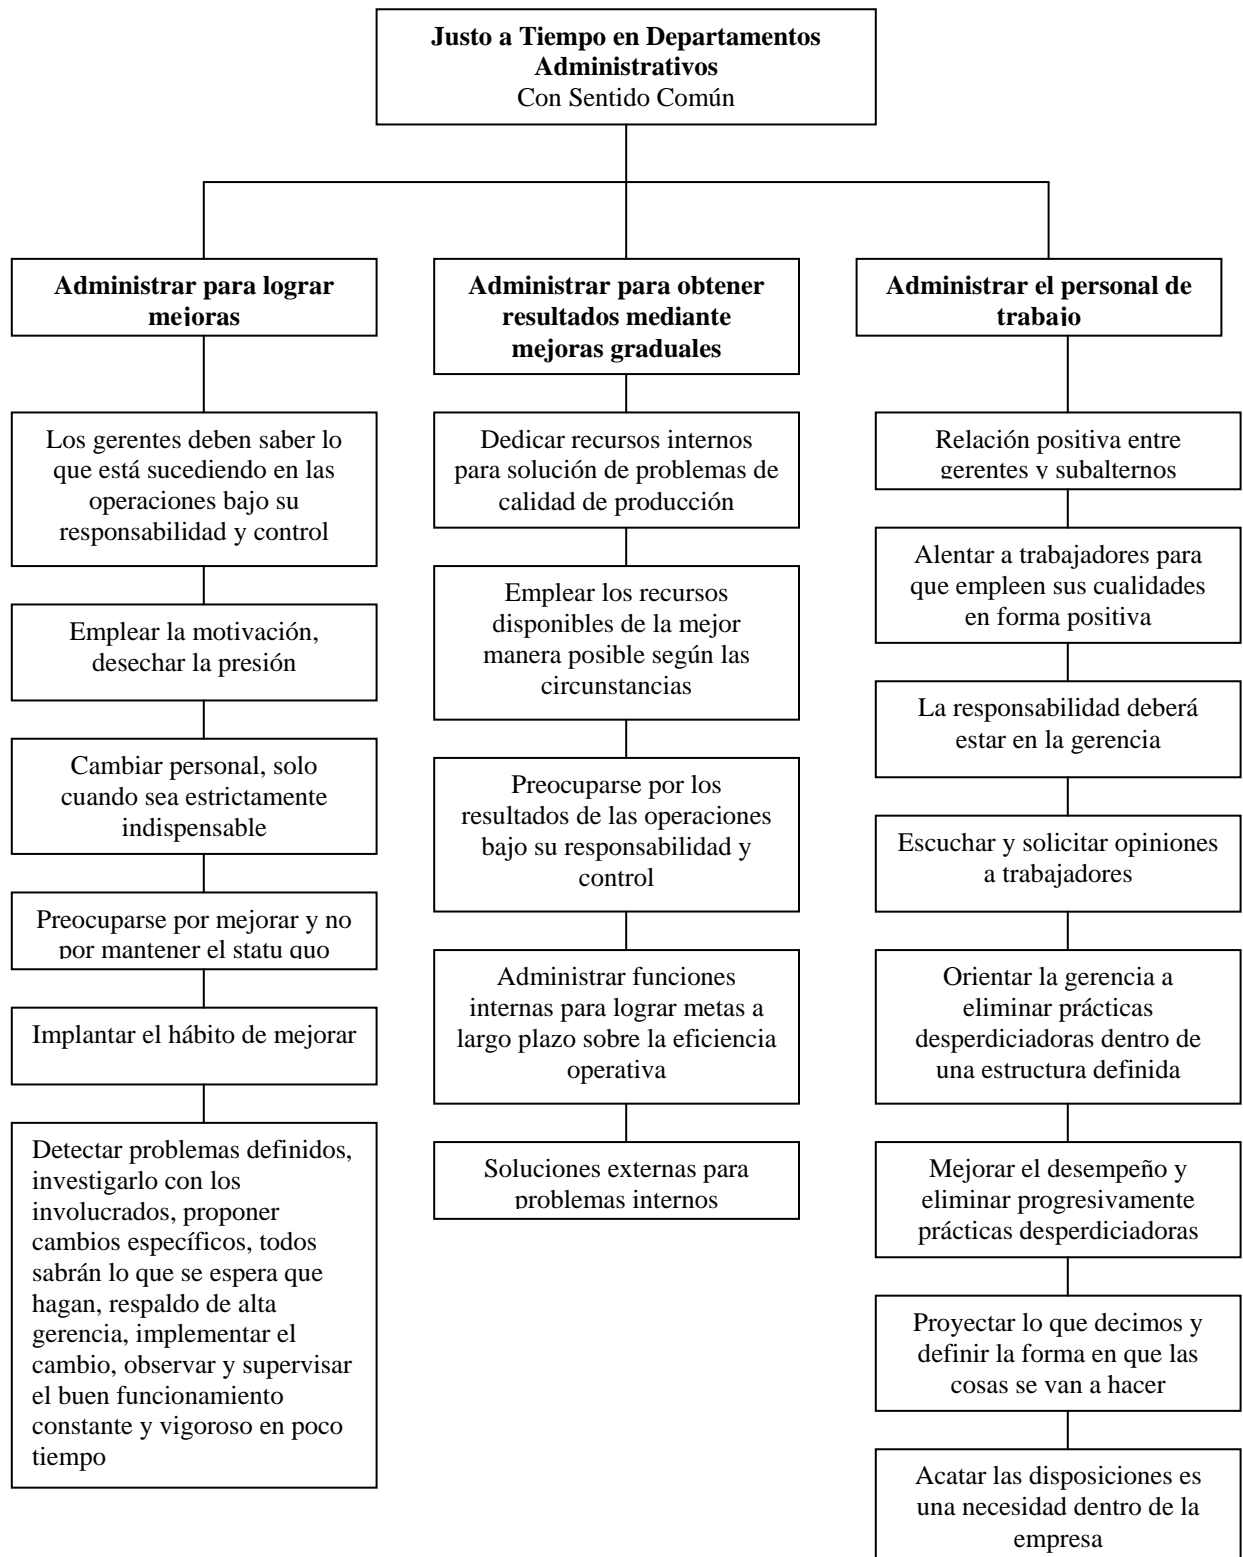 Justo a Tiempo en Departamentos
Administrativos
Con Sentido Común
Administrar para lograr
mejoras
Los gerentes deben saber lo
que está sucediendo en las
operaciones bajo su
responsabilidad y control
Emplear la motivación,
desechar la presión
Cambiar personal, solo
cuando sea estrictamente
indispensable
Preocuparse por mejorar y no
por mantener el statu quo
Implantar el hábito de mejorar
Detectar problemas definidos,
investigarlo con los
involucrados, proponer
cambios específicos, todos
sabrán lo que se espera que
hagan, respaldo de alta
gerencia, implementar el
cambio, observar y supervisar
el buen funcionamiento
constante y vigoroso en poco
tiempo
Administrar para obtener
resultados mediante
mejoras graduales
Dedicar recursos internos
para solución de problemas de
calidad de producción
Emplear los recursos
disponibles de la mejor
manera posible según las
circunstancias
Preocuparse por los
resultados de las operaciones
bajo su responsabilidad y
control
Administrar funciones
internas para lograr metas a
largo plazo sobre la eficiencia
operativa
Soluciones externas para
problemas internos
Administrar el personal de
trabajo
Relación positiva entre
gerentes y subalternos
Alentar a trabajadores para
que empleen sus cualidades
en forma positiva
La responsabilidad deberá
estar en la gerencia
Escuchar y solicitar opiniones
a trabajadores
Orientar la gerencia a
eliminar prácticas
desperdiciadoras dentro de
una estructura definida
Mejorar el desempeño y
eliminar progresivamente
prácticas desperdiciadoras
Proyectar lo que decimos y
definir la forma en que las
cosas se van a hacer
Acatar las disposiciones es
una necesidad dentro de la
empresa